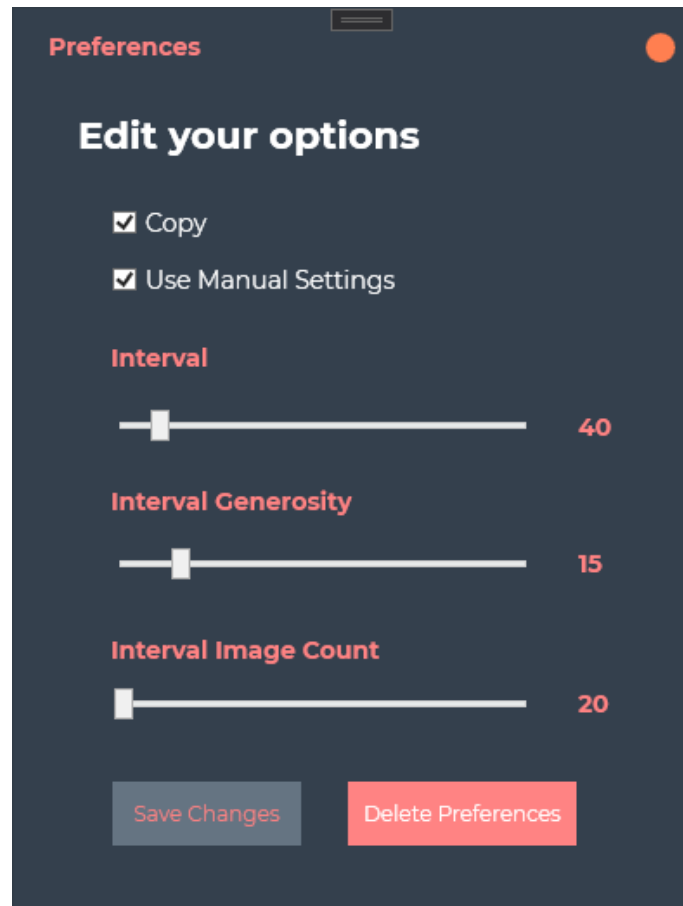 Preferences
Edit your options
Copy
Use Manual Settings
Interval
40
Interval Generosity
15
Interval Image Count
20
Save Changes
Delete Preferences